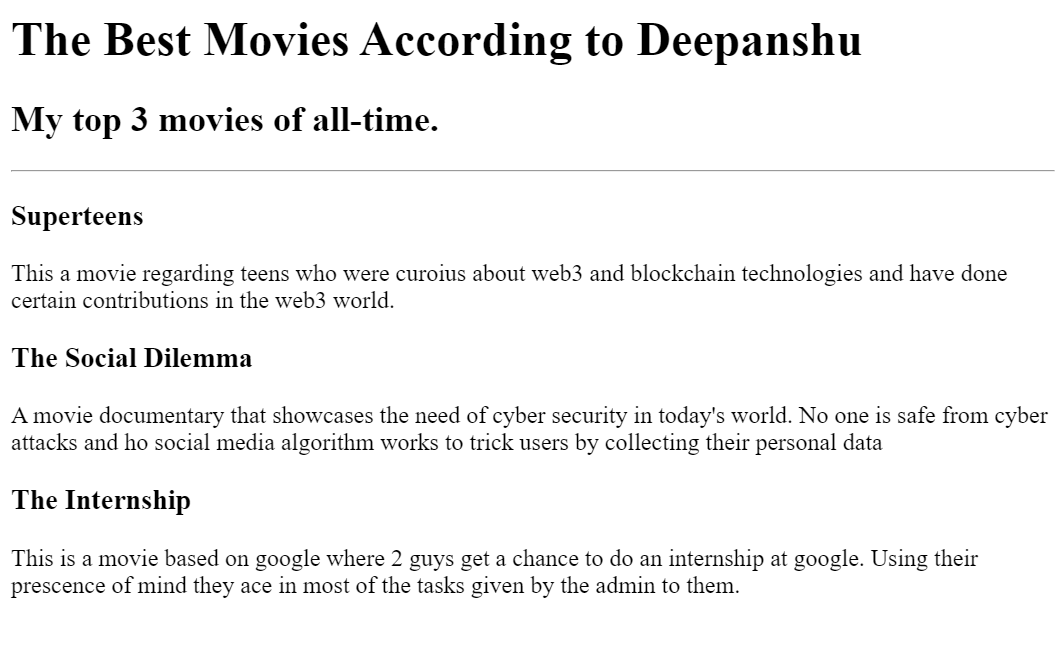 The Best Movies According to Deepanshu
My top 3 movies of all-time.
Superteens
This a movie regarding teens who were curoius about web3 and blockchain technologies and have done
certain contributions in the web3 world.
The Social Dilemma
A movie documentary that showcases the need of cyber security in today's world. No one is safe from cyber
attacks and ho social media algorithm works to trick users by collecting their personal data
The Internship
This is a movie based on google where 2 guys get a chance to do an internship at google. Using their
prescence of mind they ace in most of the tasks given by the admin to them.